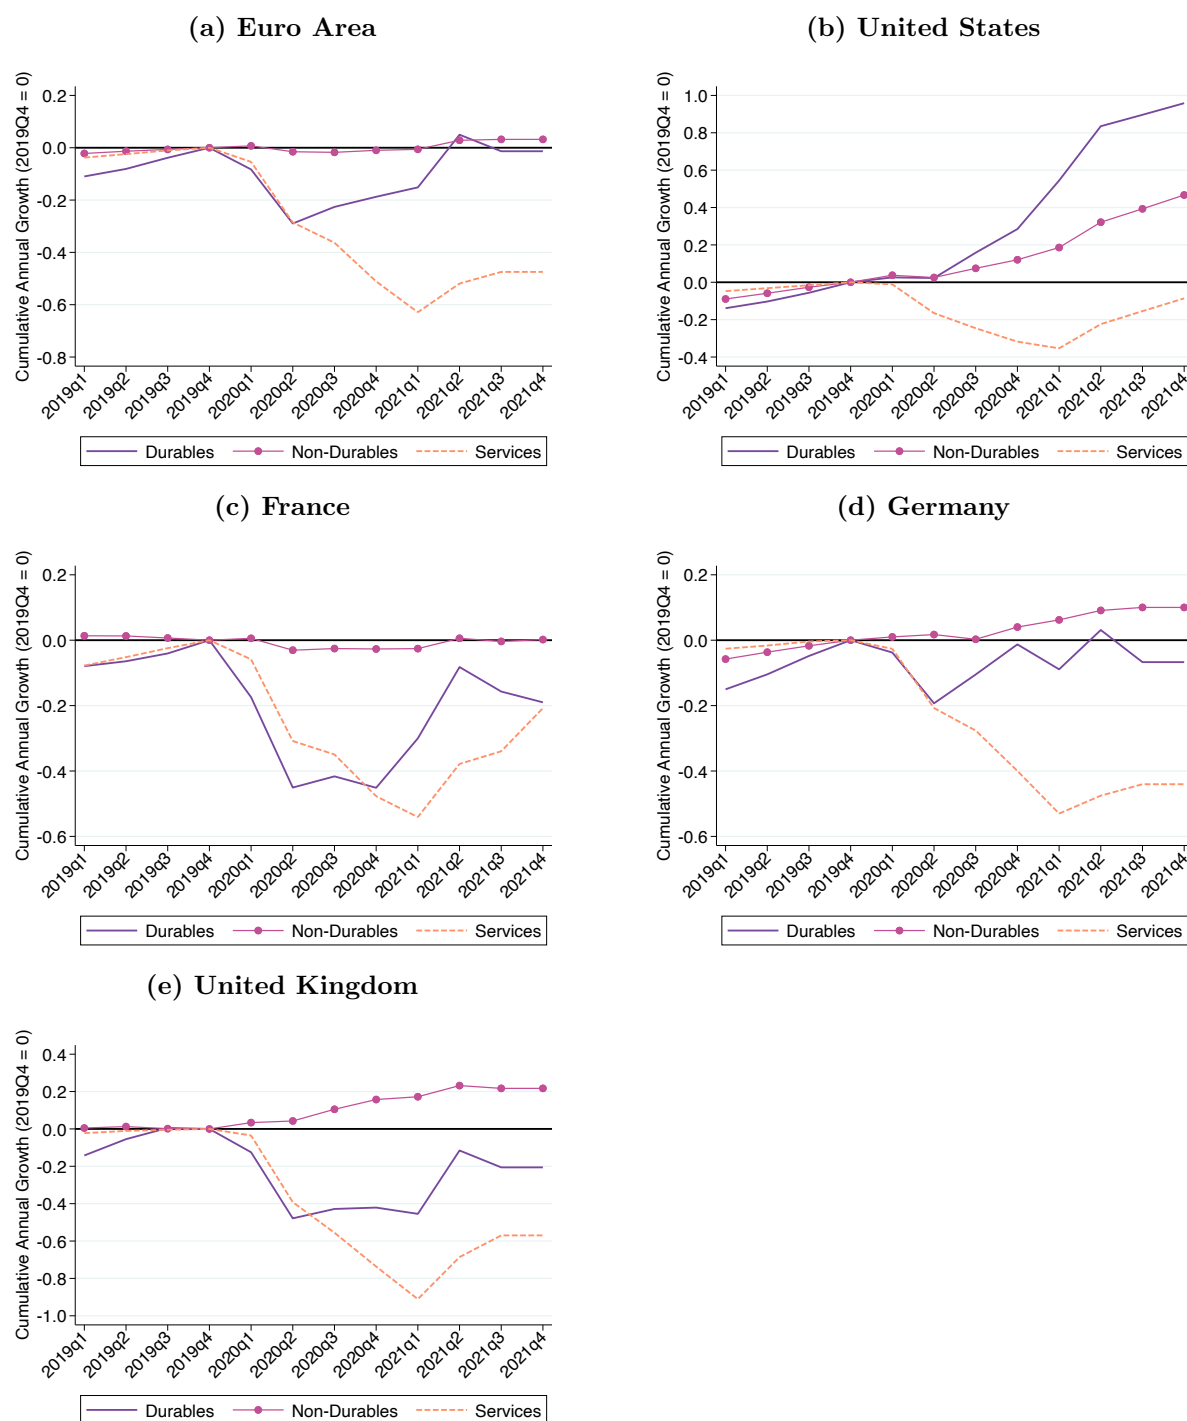 (a) Euro Area
Cumulative Annual Growth (2019Q4 = 0)
0.2
0.0
-0.2
-0.4
-0.6
-0.8
2019q1
2019q2
2019q3
2019q4
2020q1
2020q2
2020q3
2020q4
2021q1
2021q2
2021q3
2021q4
Durables Non-Durables Services
(b) United States
Cumulative Annual Growth (2019Q4 = 0)
1.0
0.8
0.6
0.4
0.2
0.0
-0.2
-0.4
2019q1
2019q2
2019q3
2019q4
2020q1
2020q2
2020q3
2020q4
2021q1
2021q2
2021q3
2021q4
Durables Non-Durables Services
(c) France
Cumulative Annual Growth (2019Q4 = 0)
0.2
0.0
-0.2
-0.4
-0.6
2019q1
2019q2
2019q3
2019q4
2020q1
2020q2
2020q3
2020q4
2021q1
2021q2
2021q3
2021q4
Durables Non-Durables Services
(d) Germany
Cumulative Annual Growth (2019Q4 = 0)
0.2
0.0
-0.2
-0.4
-0.6
2019q1
2019q2
2019q3
2019q4
2020q1
2020q2
2020q3
2020q4
2021q1
2021q2
2021q3
2021q4
Durables Non-Durables Services
(e) United Kingdom
Cumulative Annual Growth (2019Q4 = 0)
0.4
0.2
0.0
-0.2
-0.4
-0.6
-0.8
-1.0
2019q1
2019q2
2019q3
2019q4
2020q1
2020q2
2020q3
2020q4
2021q1
2021q2
2021q3
2021q4
Durables Non-Durables Services